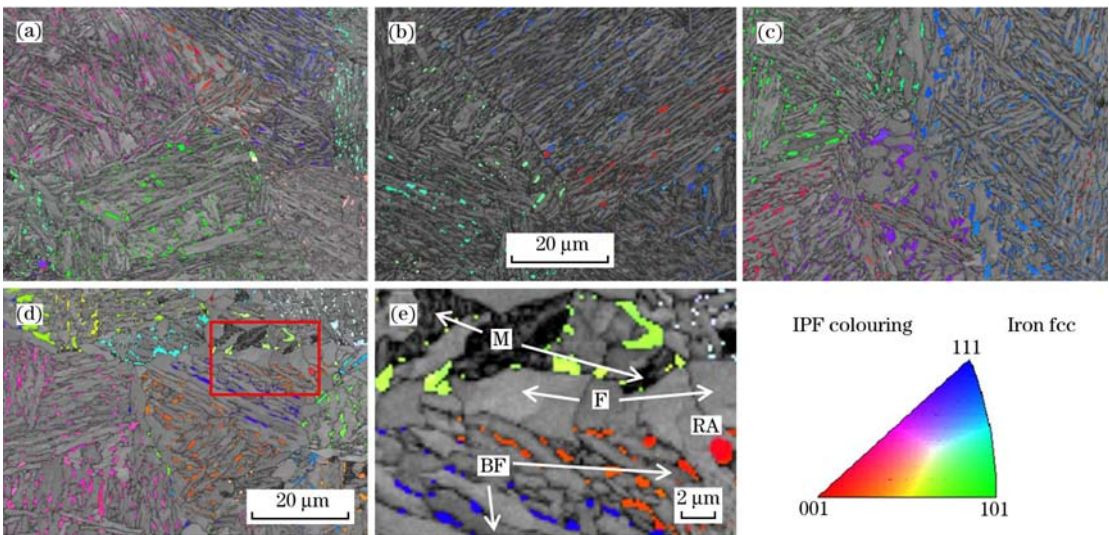 (a)
(b)
(c)
20 μm
(d)
(e)
M
F
RA
BF
20 μm
2 μm
IPF colouring Iron fcc
111
001 101